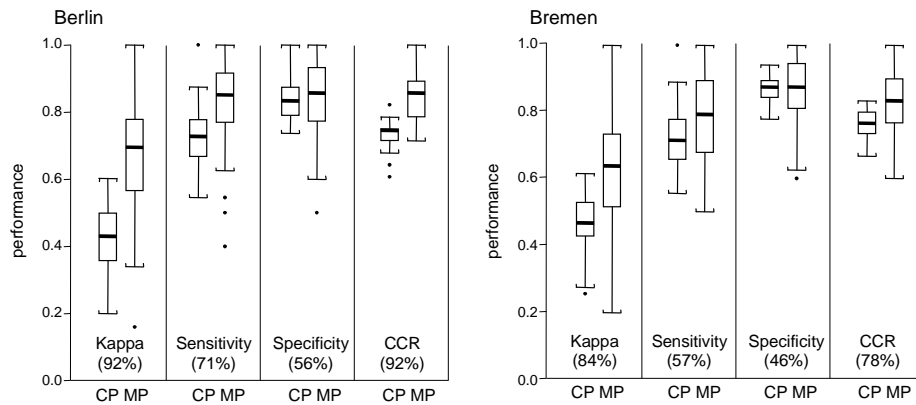 Berlin
performance
1.0
0.8
0.6
0.4
0.2
0.0
Kappa
(92%)
Sensitivity
(71%)
Specificity
(56%)
CCR
(92%)
CP MP
CP MP
CP MP
CP MP
Bremen
performance
1.0
0.8
0.6
0.4
0.2
0.0
Kappa
(84%)
Sensitivity
(57%)
Specificity
(46%)
CCR
(78%)
CP MP
CP MP
CP MP
CP MP